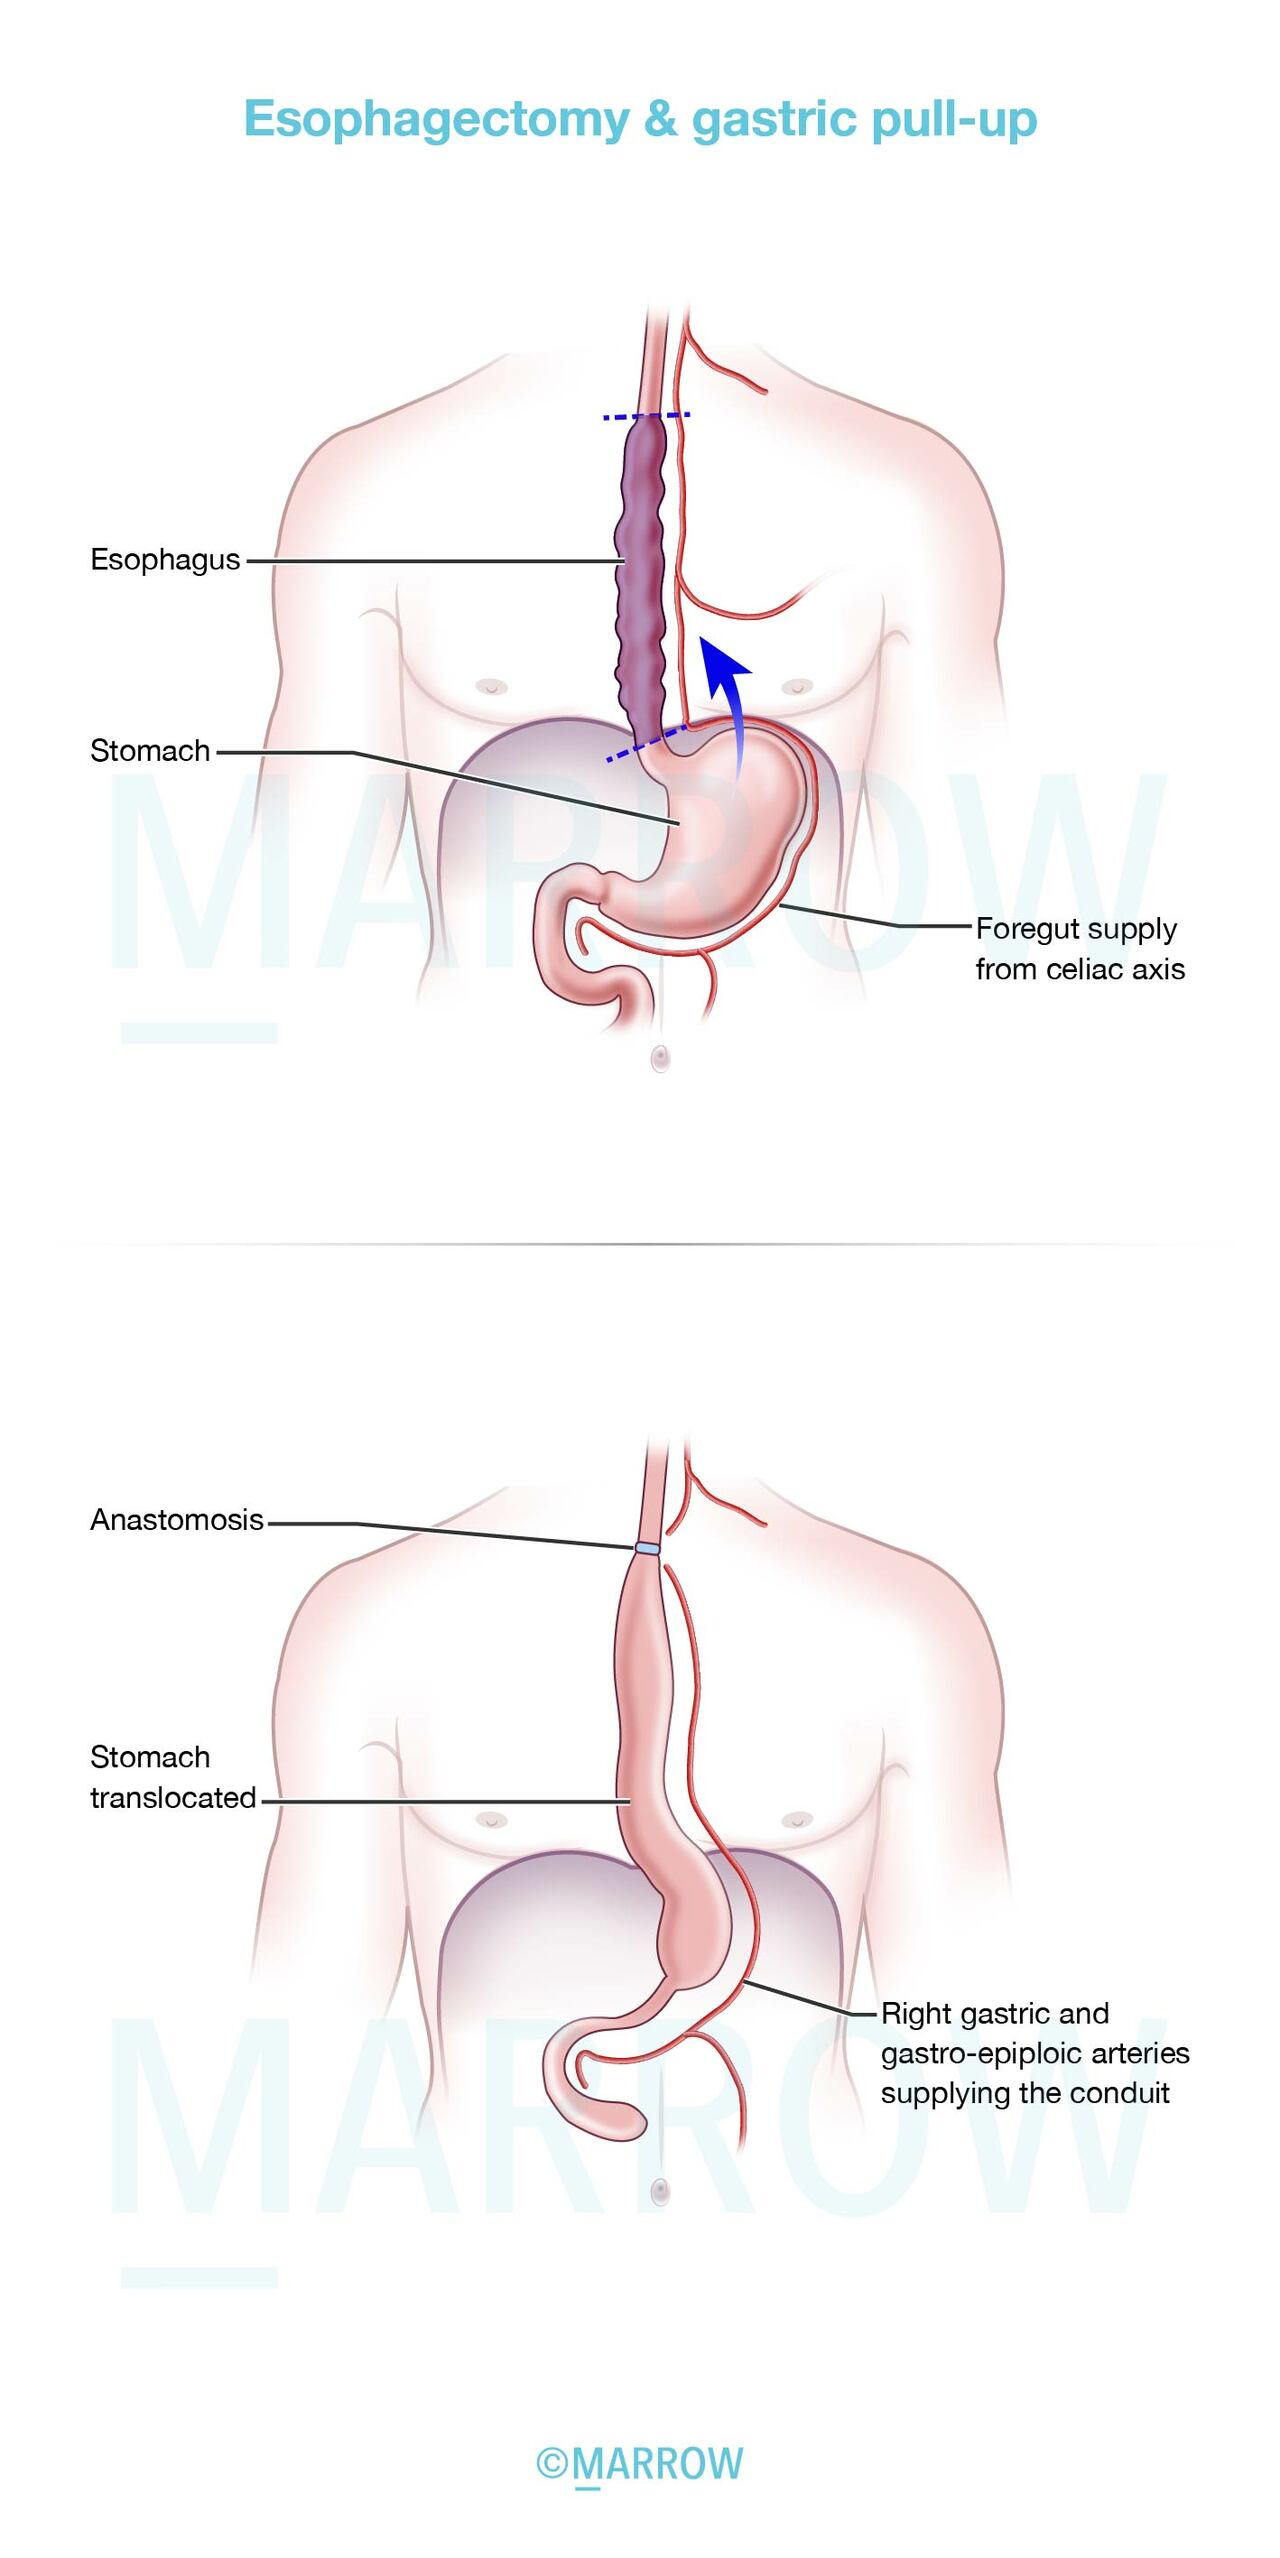 Esophagectomy & gastric pull-up
Esophagus
Stomach
Foregut supply
from celiac axis
MARROW
Anastomosis
Stomach
translocated
Right gastric and
gastro-epiploic arteries
supplying the conduit
MARROW
©MARROW